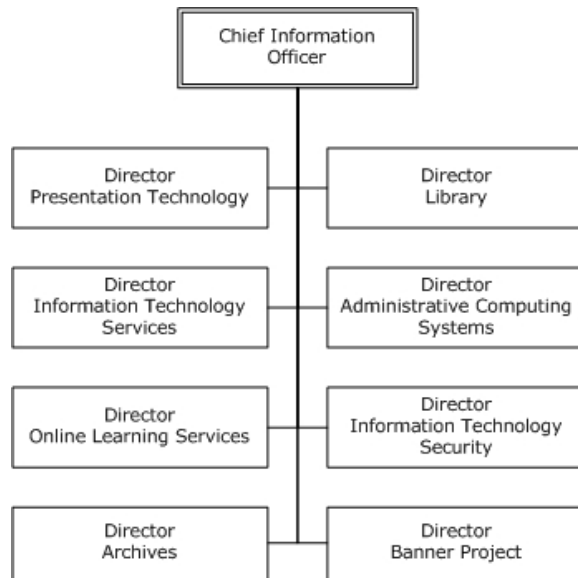 Chief Information
Officer
Director
Presentation Technology
Director
Library
Director
Information Technology
Services
Director
Administrative Computing
Systems
Director
Online Learning Services
Director
Information Technology
Security
Director
Archives
Director
Banner Project